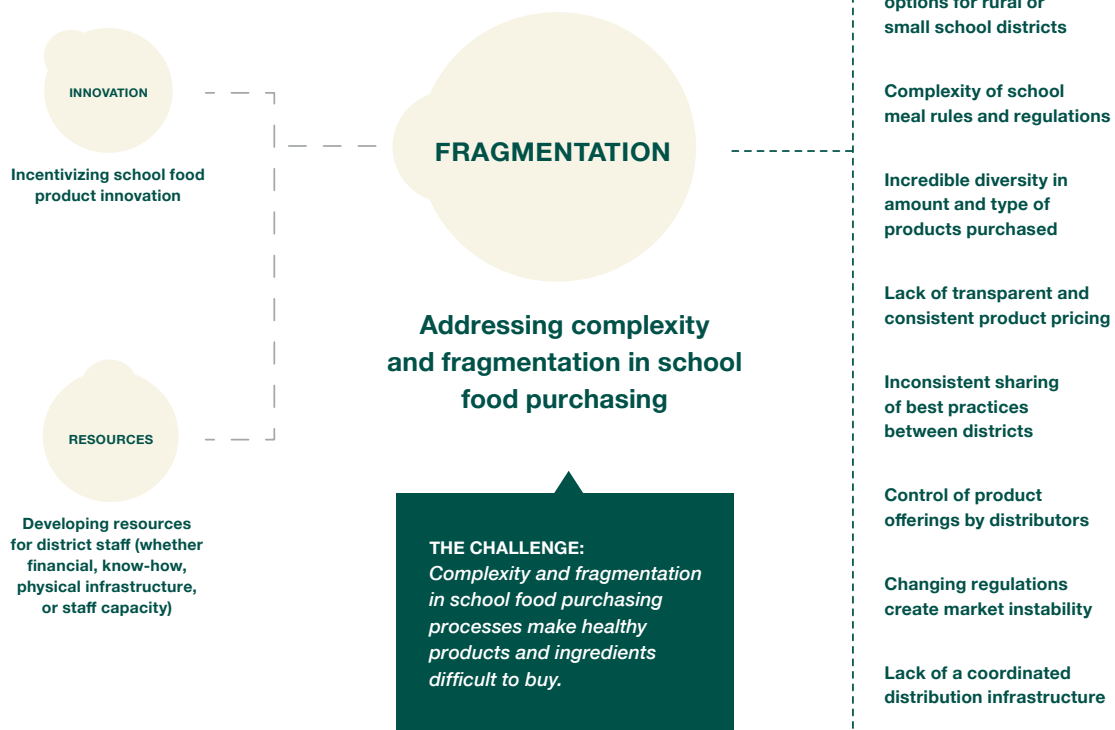 INNOVATION
Incentivizing school food
product innovation
RESOURCES
Developing resources
for district staff (whether
financial, know-how,
physical infrastructure,
or staff capacity)
FRAGMENTATION
Addressing complexity
and fragmentation in school
food purchasing
THE CHALLENGE:
Complexity and fragmentation
in school food purchasing
processes make healthy
products and ingredients
difficult to buy.
options for rural or
small school districts
Complexity of school
meal rules and regulations
Incredible diversity in
amount and type of
products purchased
Lack of transparent and
consistent product pricing
Inconsistent sharing
of best practices
between districts
Control of product
offerings by distributors
Changing regulations
create market instability
Lack of a coordinated
distribution infrastructure